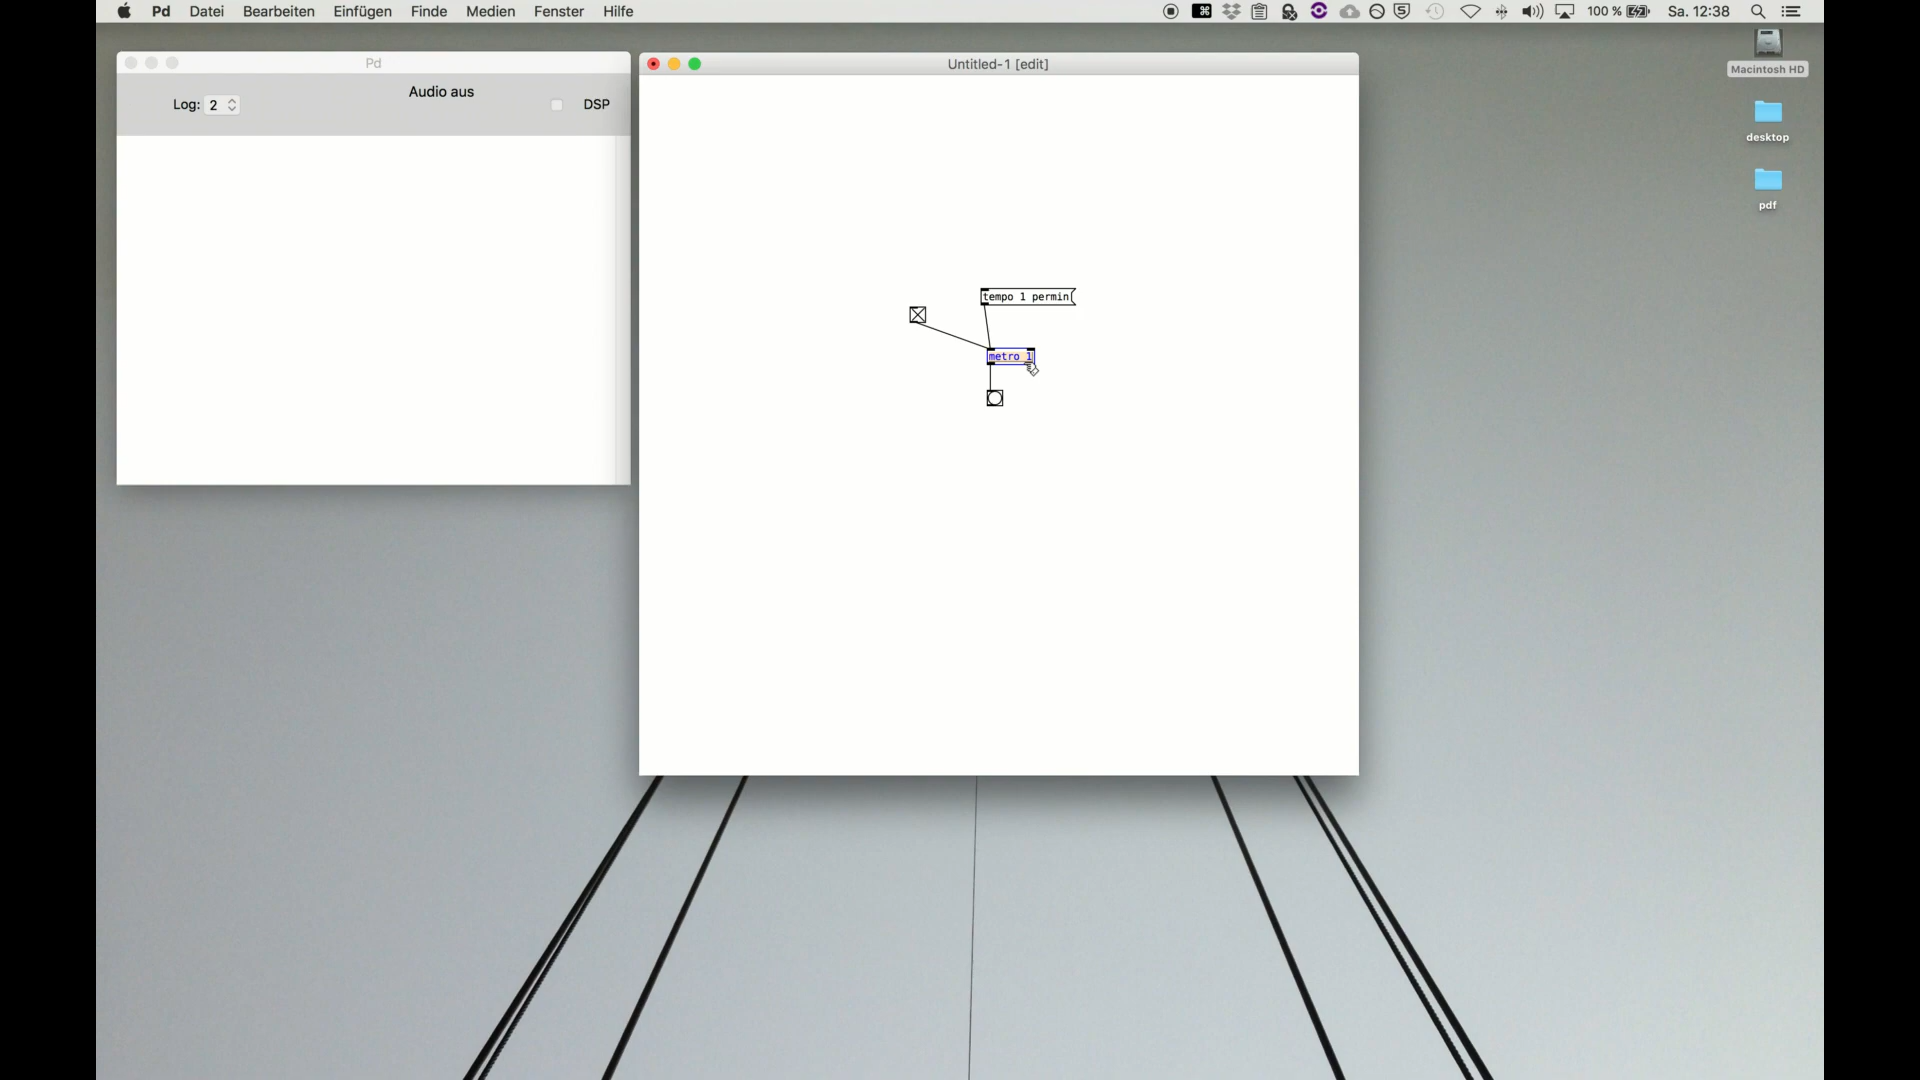 Pd Datei Bearbeiten Einfügen Finde Medien Fenster Hilfe 100 % Sa. 12:38
Pd
Audio aus
Log: 2 DSP
Untitled-1 [edit]
tempo 1 permin
metro 1
Macintosh HD
desktop
pdf